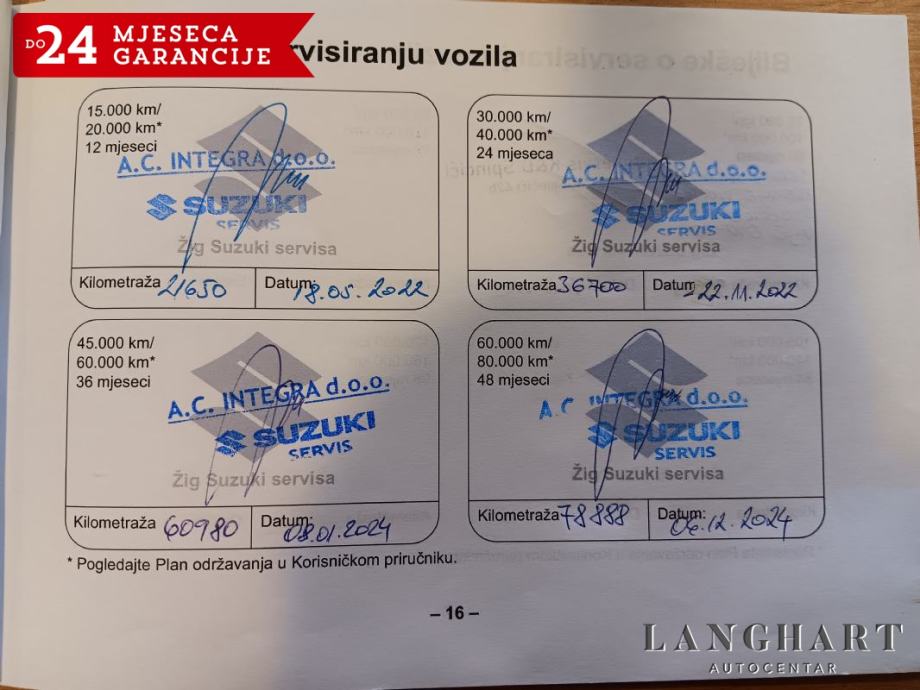 DO 24 MJESECA
GARANCIJE
rvisiranju vozila
15.000 km/
20.000 km*
12 mjeseci
A.C. INTEGRA d.o.o.
SUZUKI
SERVIS
Žig Suzuki servisa
Kilometraža 21650
Datum: 18.05.2022
30.000 km/
40.000 km*
24 mjeseca
A.C. INTEGRA d.o.o.
SUZUKI
SERVIS
Žig Suzuki servisa
Kilometraža 36700
Datum 22.11.2022
45.000 km/
60.000 km*
36 mjeseci
A.C. INTEGRA d.o.o.
SUZUKI
SERVIS
Žig Suzuki servisa
Kilometraža 60980
Datum: 08.01.2024
60.000 km/
80.000 km*
48 mjeseci
A.C INTEGRA d.o.o.
SUZUKI
SERVIS
Žig Suzuki servisa
Kilometraža 78888
Datum: 06.12.2024
* Pogledajte Plan održavanja u Korisničkom priručniku.
– 16 –
LANGHART
AUTOCENTAR